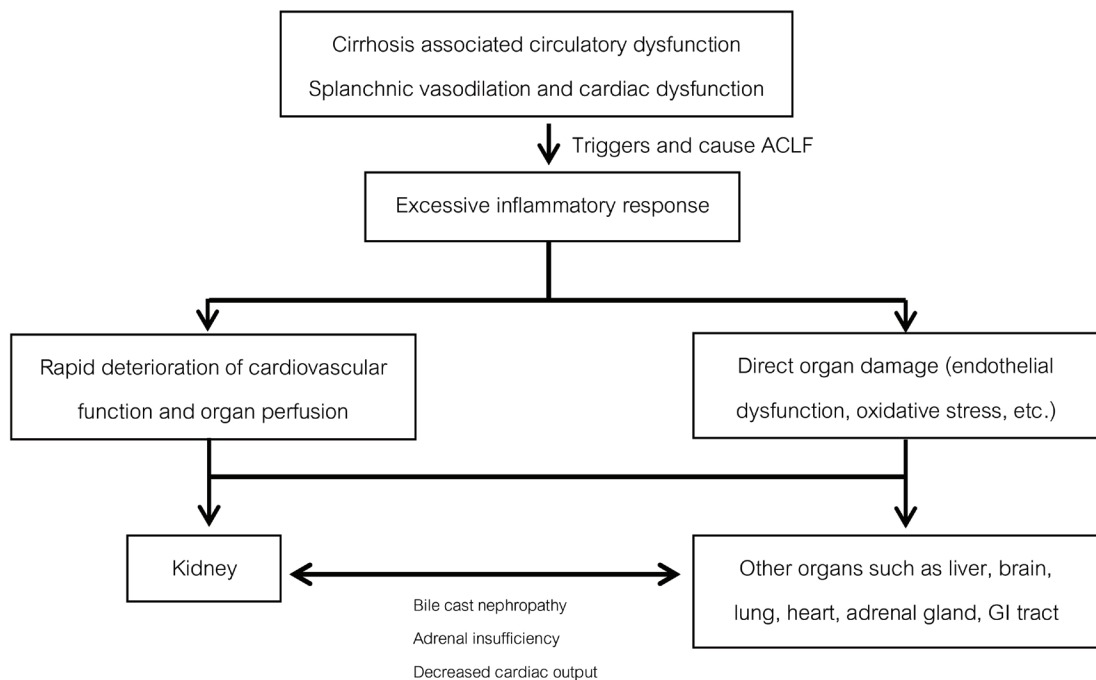 Cirrhosis associated circulatory dysfunction
Splanchnic vasodilation and cardiac dysfunction
Triggers and cause ACLF
Excessive inflammatory response
Rapid deterioration of cardiovascular
function and organ perfusion
Direct organ damage (endothelial
dysfunction, oxidative stress, etc.)
Kidney
Other organs such as liver, brain,
lung, heart, adrenal gland, GI tract
Bile cast nephropathy
Adrenal insufficiency
Decreased cardiac output